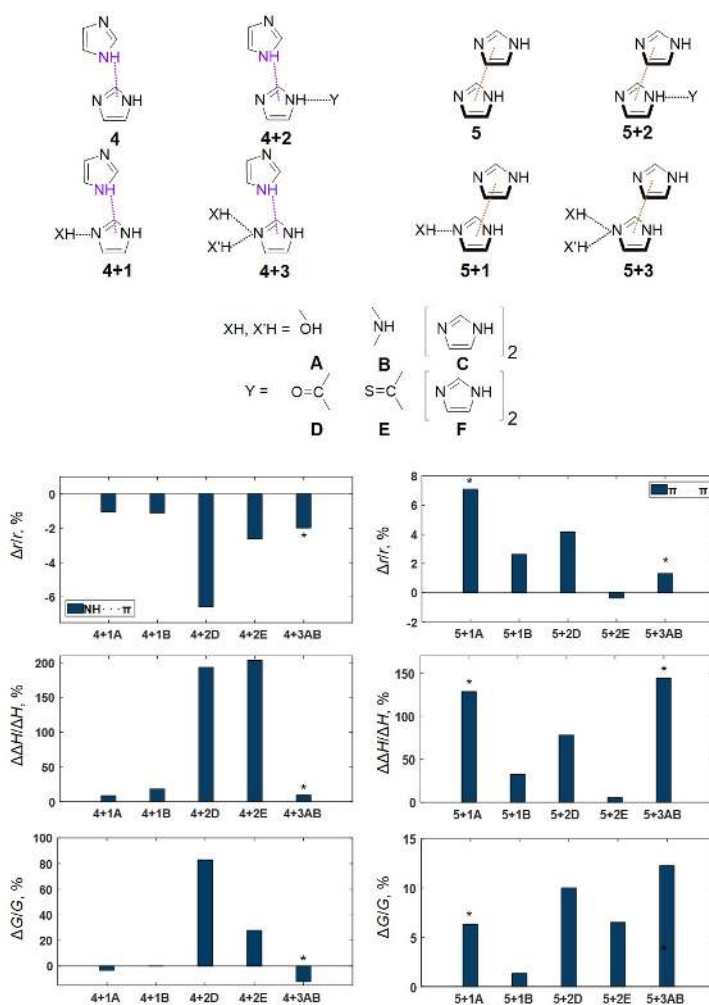 N
N
NH
NH
N
NH
N
NH
N
NH
N
NH
N
NH
Y
N
NH
N
NH
Y
4
4+2
5
5+2
N
N
N
NH
N
NH
NH
NH
XH
XH
XH
N
NH
N
NH
XH
N
NH
N
NH
X'H
X'H
4+1
4+3
5+1
5+3
XH, X'H =
OH
NH
N
NH
2
A
B
C
Y =
O=C
S=C
N
NH
2
D
E
F
0
-2
-4
-6
Δr/r, %
*
NH···π
4+1A 4+1B 4+2D 4+2E 4+3AB
8
6
4
2
0
-2
Δr/r, %
*
*
π···π
5+1A 5+1B 5+2D 5+2E 5+3AB
200
150
100
50
0
ΔΔH/ΔH, %
*
4+1A 4+1B 4+2D 4+2E 4+3AB
150
100
50
0
ΔΔH/ΔH, %
*
*
5+1A 5+1B 5+2D 5+2E 5+3AB
100
80
60
40
20
0
ΔG/G, %
*
4+1A 4+1B 4+2D 4+2E 4+3AB
15
10
5
0
ΔG/G, %
*
*
5+1A 5+1B 5+2D 5+2E 5+3AB